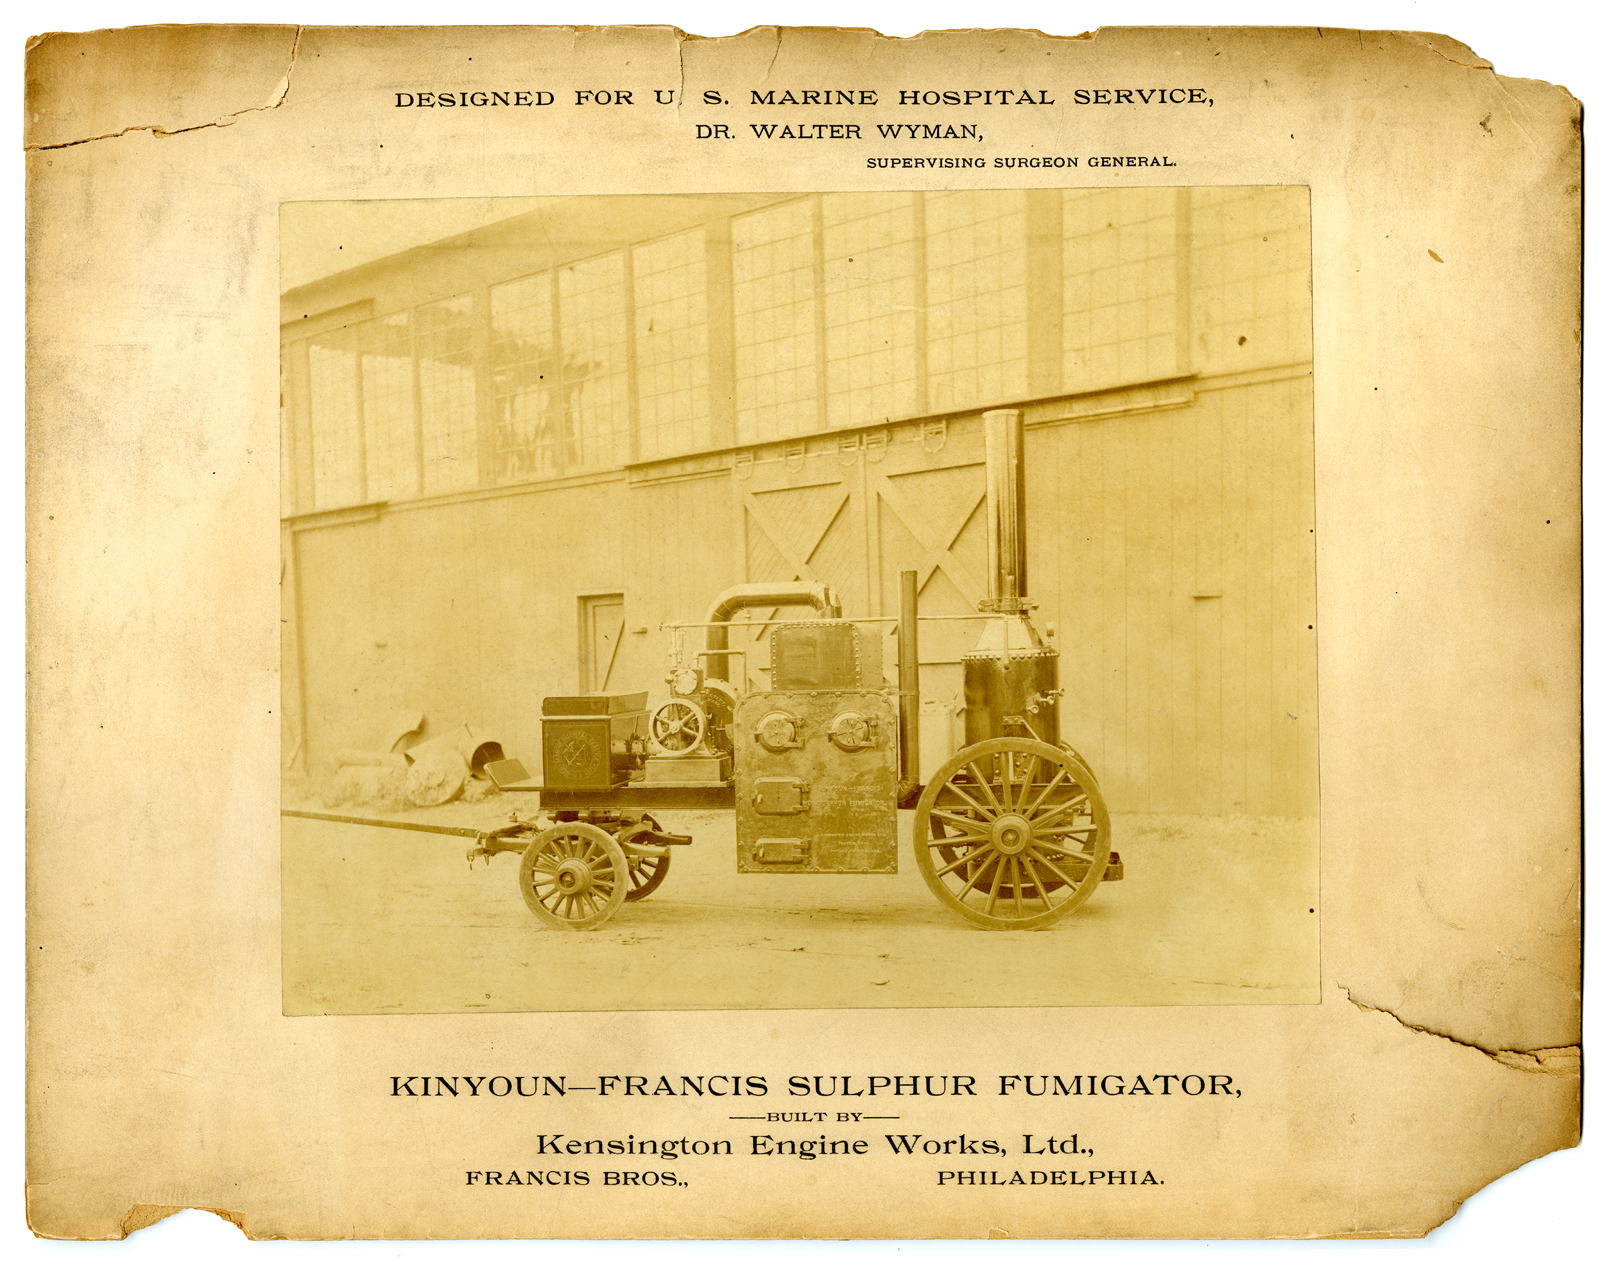 DESIGNED FOR U. S. MARINE HOSPITAL SERVICE,
DR. WALTER WYMAN,
SUPERVISING SURGEON GENERAL.
KINYOUN—FRANCIS SULPHUR FUMIGATOR,
—BUILT BY—
Kensington Engine Works, Ltd.,
FRANCIS BROS., PHILADELPHIA.